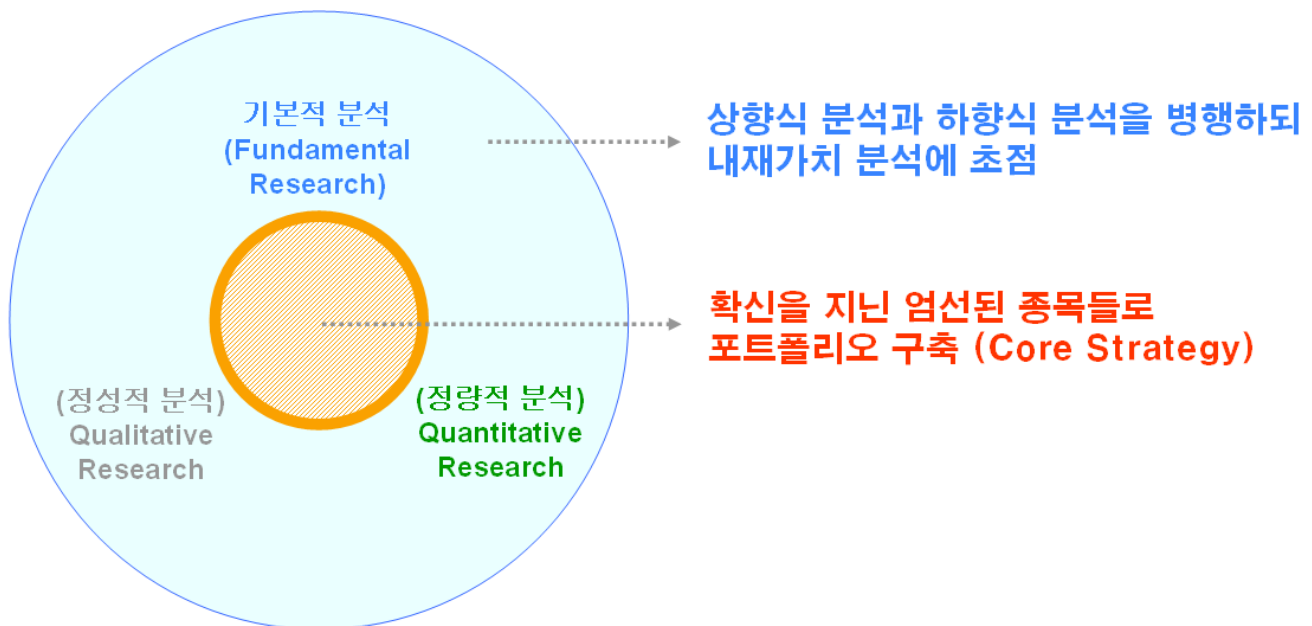 기본적 분석
(Fundamental
Research)
상향식 분석과 하향식 분석을 병행하되
내재가치 분석에 초점
확신을 지닌 엄선된 종목들로
포트폴리오 구축 (Core Strategy)
(정성적 분석)
Qualitative
Research
(정량적 분석)
Quantitative
Research